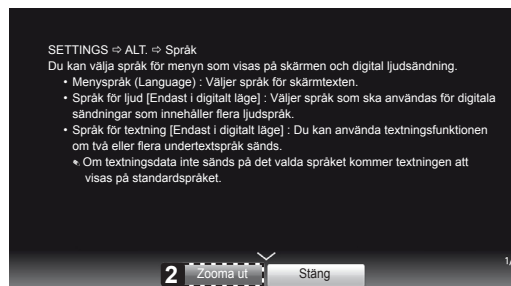 SETTINGS ⇨ ALT. ⇨ Språk
Du kan välja språk för menyn som visas på skärmen och digital ljudsändning.
• Menyspråk (Language) : Väljer språk för skärmtexten.
• Språk för ljud [Endast i digitalt läge] : Väljer språk som ska användas för digitala
sändningar som innehåller flera ljudspråk.
• Språk för textning [Endast i digitalt läge] : Du kan använda textningsfunktionen
om två eller flera undertextspråk sänds.
Om textningsdata inte sänds på det valda språket kommer textningen att
visas på standardspråket.
2 Zooma ut Stäng
1/